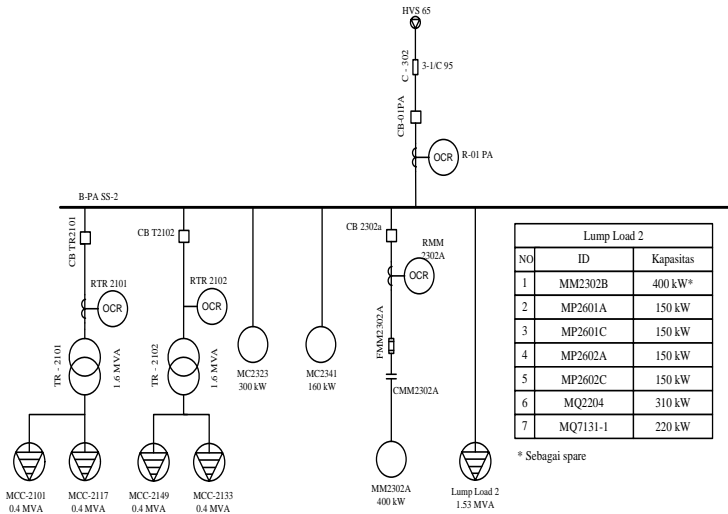 HVS 65
C - 302
3-1/C 95
CB-01PA
OCR
R-01 PA
B-PA SS-2
CB TR2101
CB T2102
CB 2302a
RTR 2101
OCR
RTR 2102
OCR
RMM
2302A
OCR
TR - 2101
1.6 MVA
TR - 2102
1.6 MVA
MC2323
300 kW
MC2341
160 kW
FMM2302A
CMM2302A
MCC-2101
0.4 MVA
MCC-2117
0.4 MVA
MCC-2149
0.4 MVA
MCC-2133
0.4 MVA
MM2302A
400 kW
Lump Load 2
1.53 MVA
Lump Load 2
NO ID Kapasitas
1 MM2302B 400 kW*
2 MP2601A 150 kW
3 MP2601C 150 kW
4 MP2602A 150 kW
5 MP2602C 150 kW
6 MQ2204 310 kW
7 MQ7131-1 220 kW
* Sebagai spare